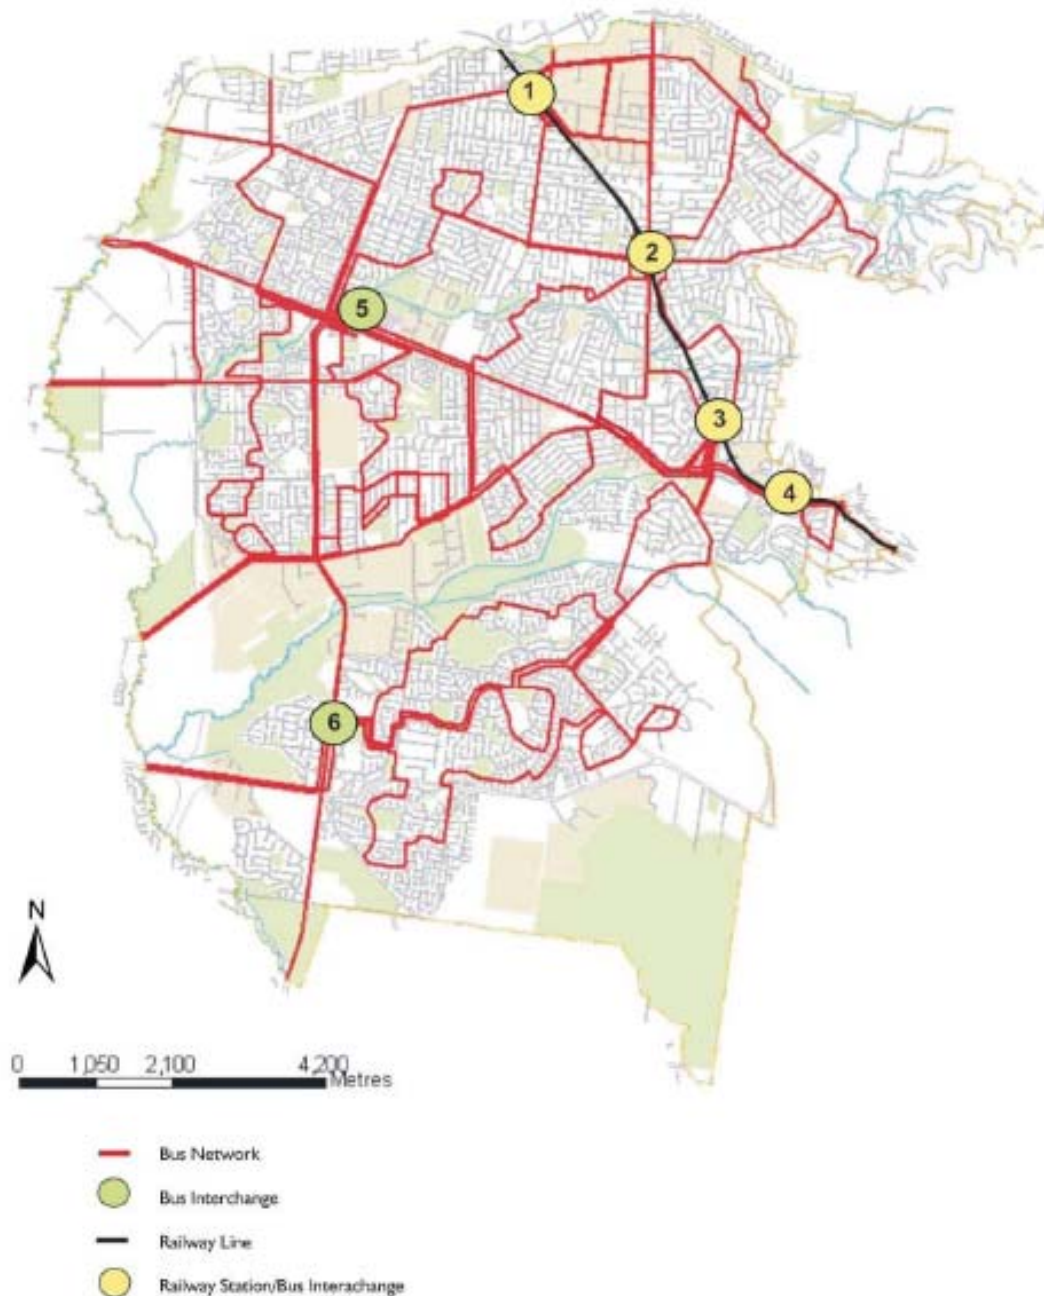 1
2
5
3
4
6
N
0 1,050 2,100 4,200
Metres
Bus Network
Bus Interchange
Railway Line
Railway Station/Bus Interachange